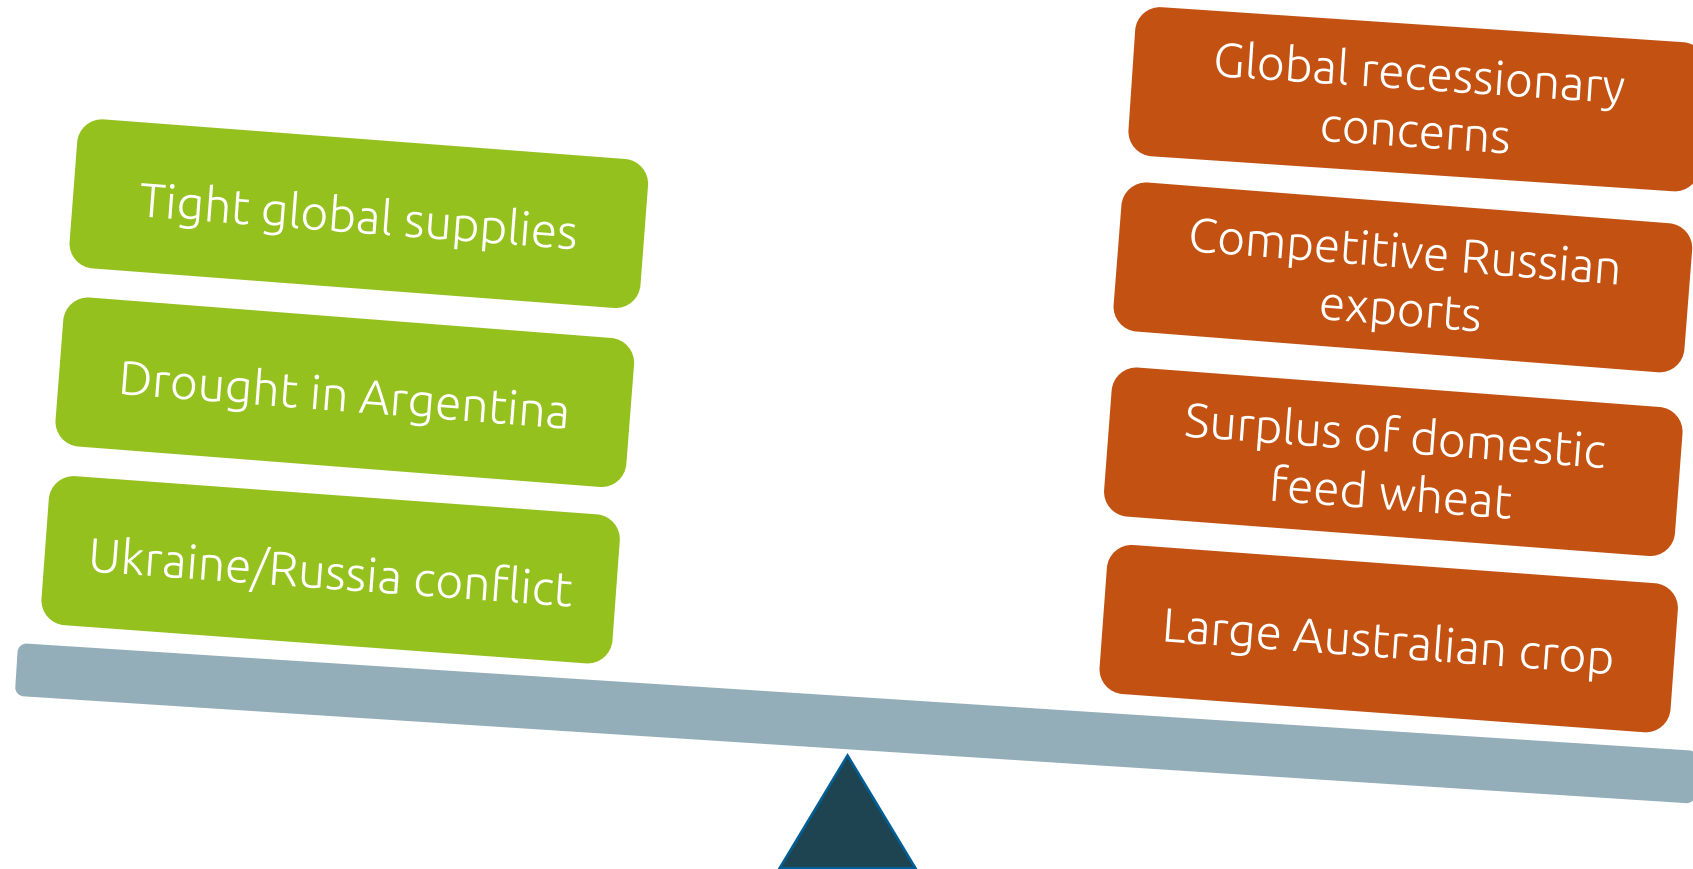 Tight global supplies
Drought in Argentina
Ukraine/Russia conflict
Global recessionary
concerns
Competitive Russian
exports
Surplus of domestic
feed wheat
Large Australian crop